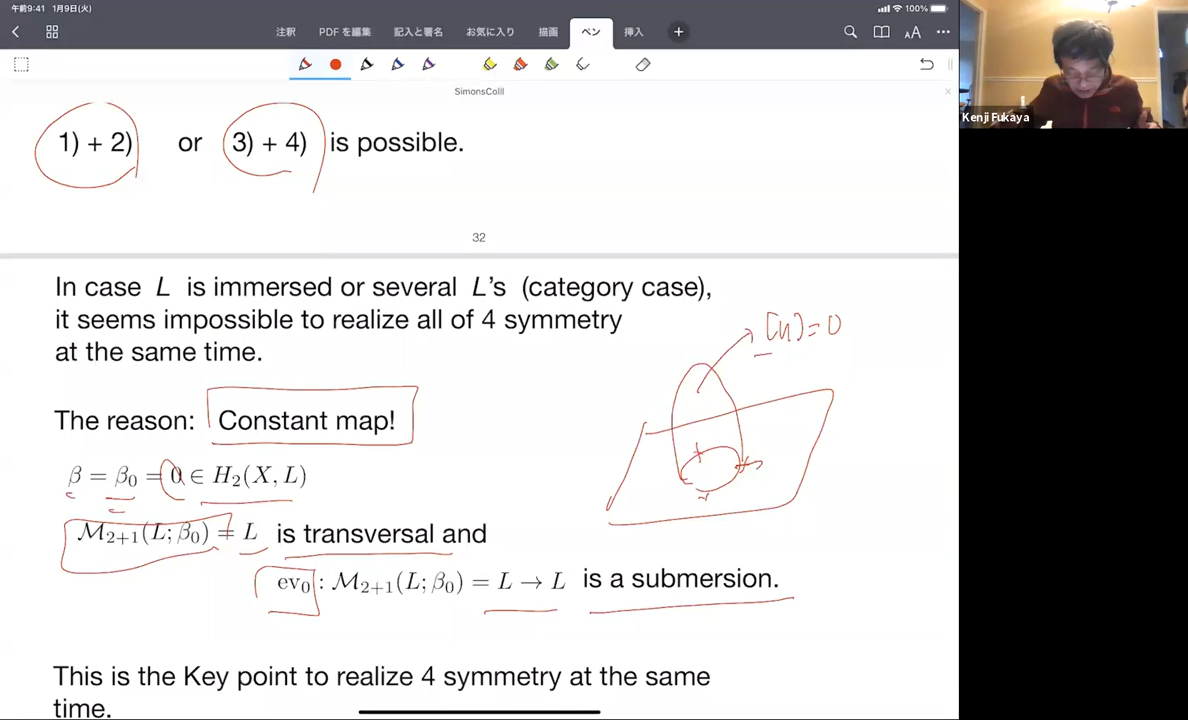 午前9:41 1月9日(火)
100%
注釈 PDF を編集 記入と署名 お気に入り 描画 ペン 挿入
AA
SimonsColll
Kenji Fukaya
1) + 2) or 3) + 4) is possible.
32
In case L is immersed or several L's (category case),
it seems impossible to realize all of 4 symmetry
at the same time.
[u]=0
The reason: Constant map!
β = β₀ = 0 ∈ H₂(X, L)
ℳ₂₊₁(L; β₀) = L is transversal and
ev₀ : ℳ₂₊₁(L; β₀) = L → L is a submersion.
This is the Key point to realize 4 symmetry at the same
time.